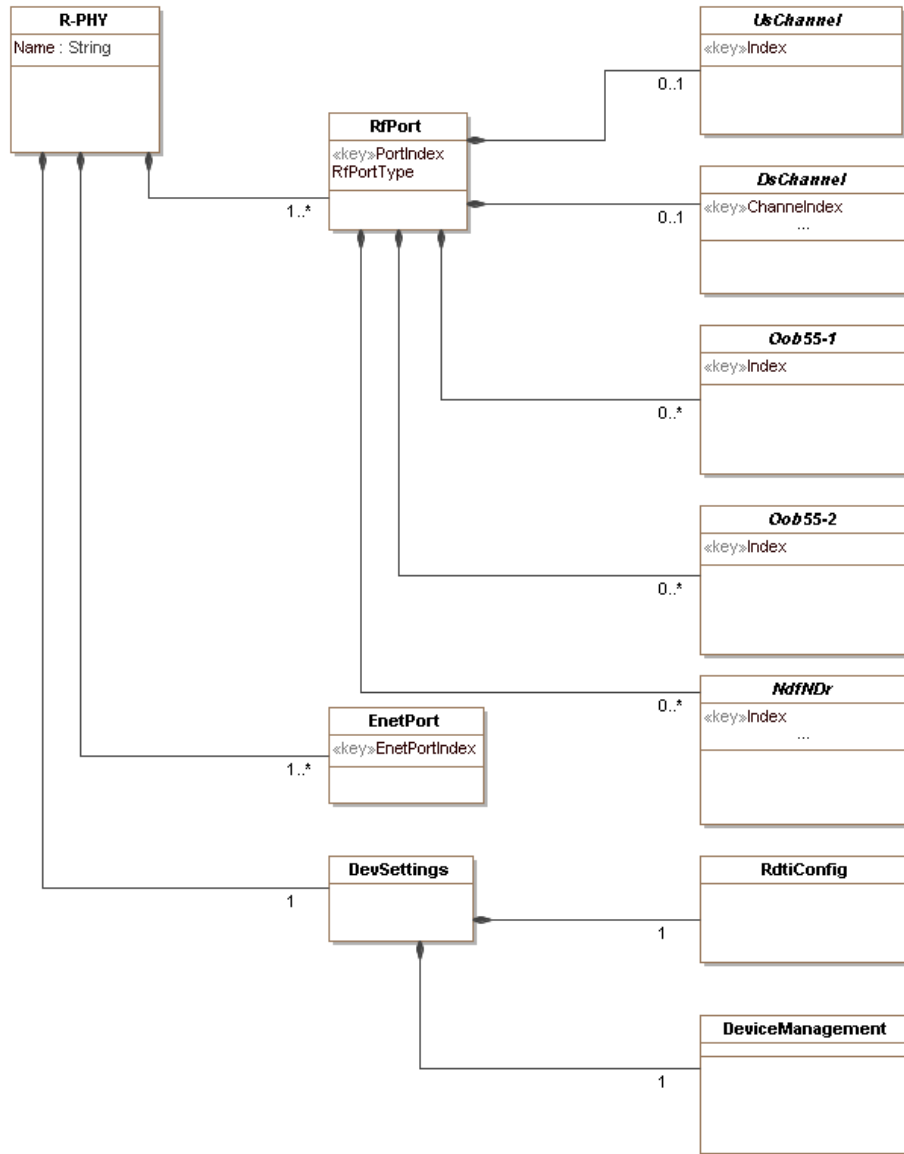 R-PHY
Name : String
UsChannel
«key»Index
0..1
RfPort
«key»PortIndex
RfPortType
1..*
DsChannel
«key»ChannelIndex
...
0..1
Oob55-1
«key»Index
0..*
Oob55-2
«key»Index
0..*
NdfNDr
«key»Index
...
0..*
EnetPort
«key»EnetPortIndex
1..*
DevSettings
1
RdtiConfig
1
DeviceManagement
1